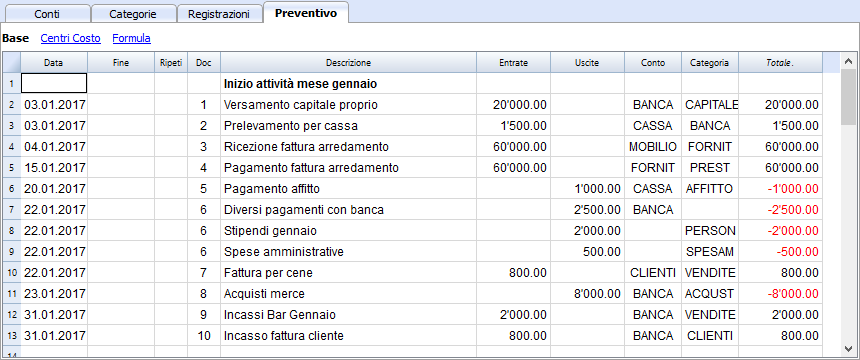 Conti Categorie Registrazioni Preventivo
Base Centri Costo Formula
Data Fine Ripeti Doc Descrizione Entrate Uscite Conto Categoria Totale.
1 Inizio attività mese gennaio
2 03.01.2017 1 Versamento capitale proprio 20'000.00 BANCA CAPITALE 20'000.00
3 03.01.2017 2 Prelevamento per cassa 1'500.00 CASSA BANCA 1'500.00
4 04.01.2017 3 Ricezione fattura arredamento 60'000.00 MOBILIO FORNIT 60'000.00
5 15.01.2017 4 Pagamento fattura arredamento 60'000.00 FORNIT PREST 60'000.00
6 20.01.2017 5 Pagamento affitto 1'000.00 CASSA AFFITTO -1'000.00
7 22.01.2017 6 Diversi pagamenti con banca 2'500.00 BANCA -2'500.00
8 22.01.2017 6 Stipendi gennaio 2'000.00 PERSON -2'000.00
9 22.01.2017 6 Spese amministrative 500.00 SPESAM -500.00
10 22.01.2017 7 Fattura per cene 800.00 CLIENTI VENDITE 800.00
11 23.01.2017 8 Acquisti merce 8'000.00 BANCA ACQUST -8'000.00
12 31.01.2017 9 Incassi Bar Gennaio 2'000.00 BANCA VENDITE 2'000.00
13 31.01.2017 10 Incasso fattura cliente 800.00 BANCA CLIENTI 800.00
14